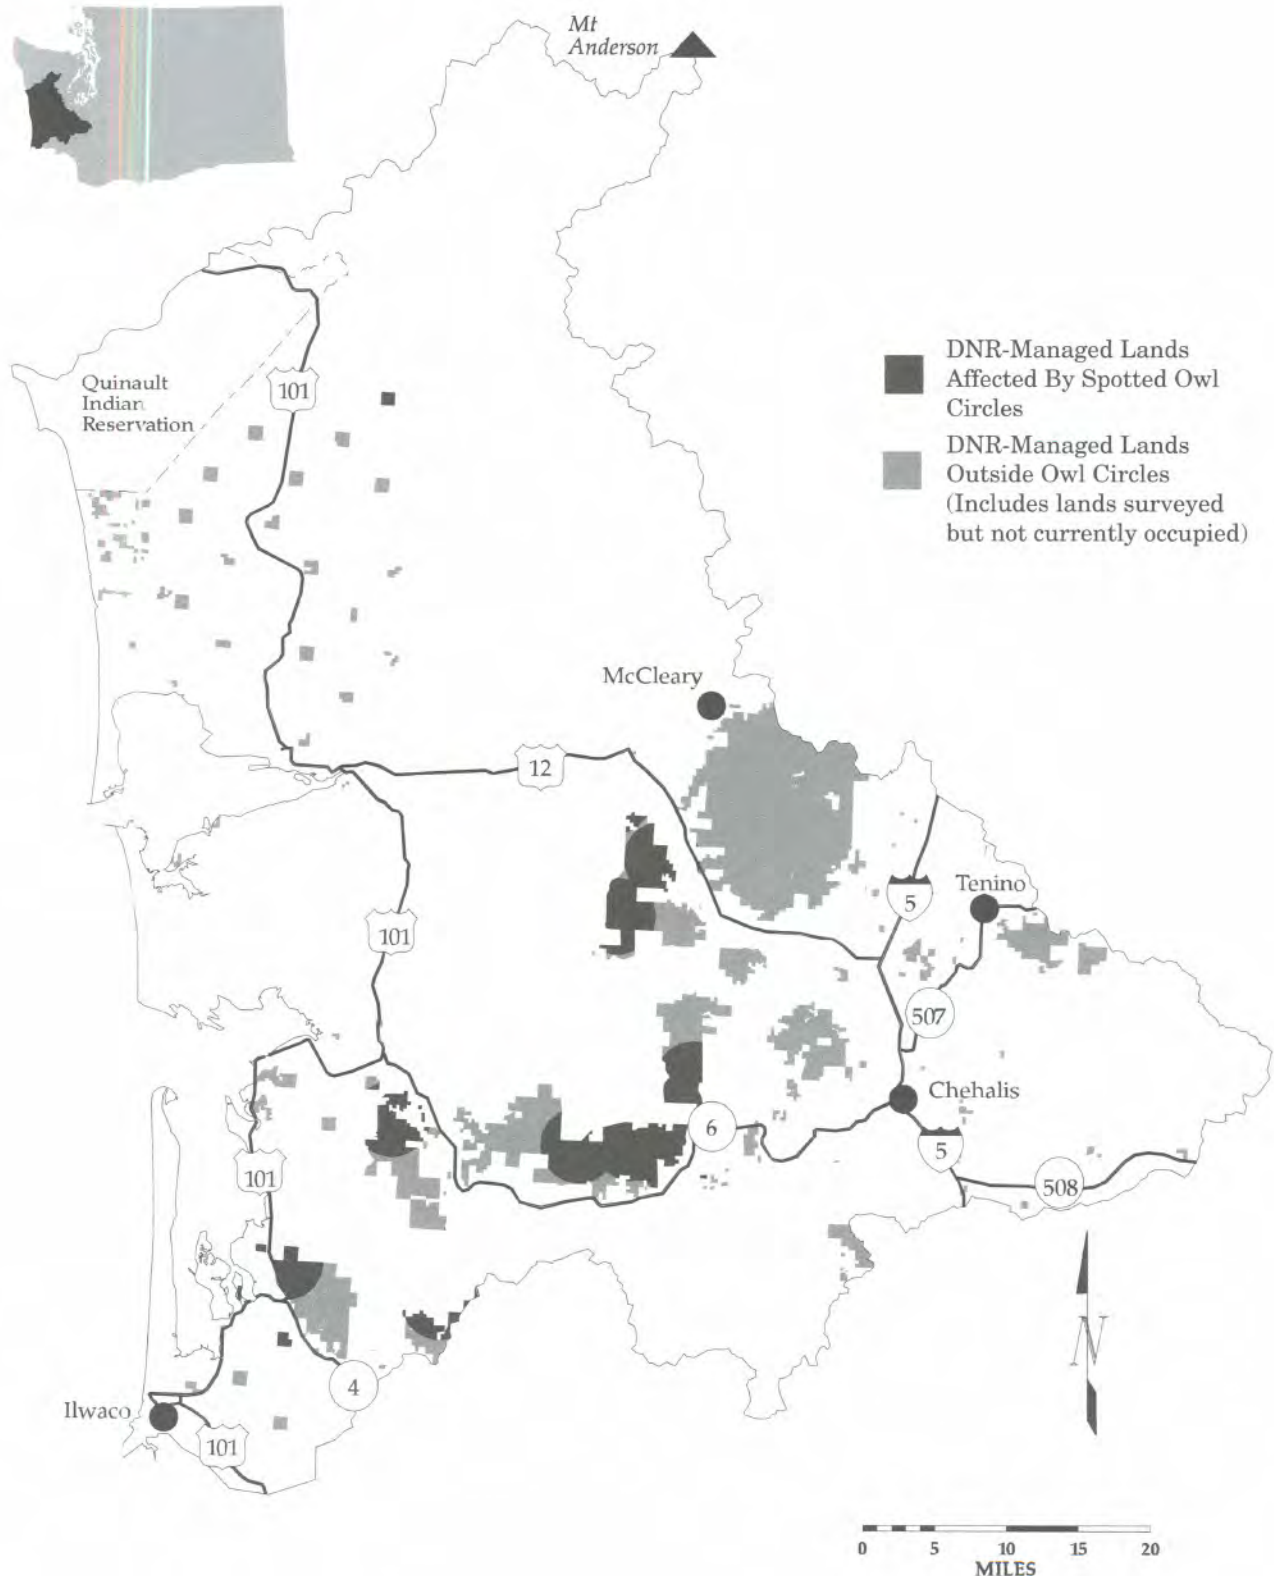 Mt
Anderson
DNR-Managed Lands
Affected By Spotted Owl
Circles
DNR-Managed Lands
Outside Owl Circles
(Includes lands surveyed
but not currently occupied)
Quinault
Indian
Reservation
101
McCleary
12
5
Tenino
101
507
Chehalis
6
5
101
508
N
4
Ilwaco
101
0 5 10 15 20
MILES